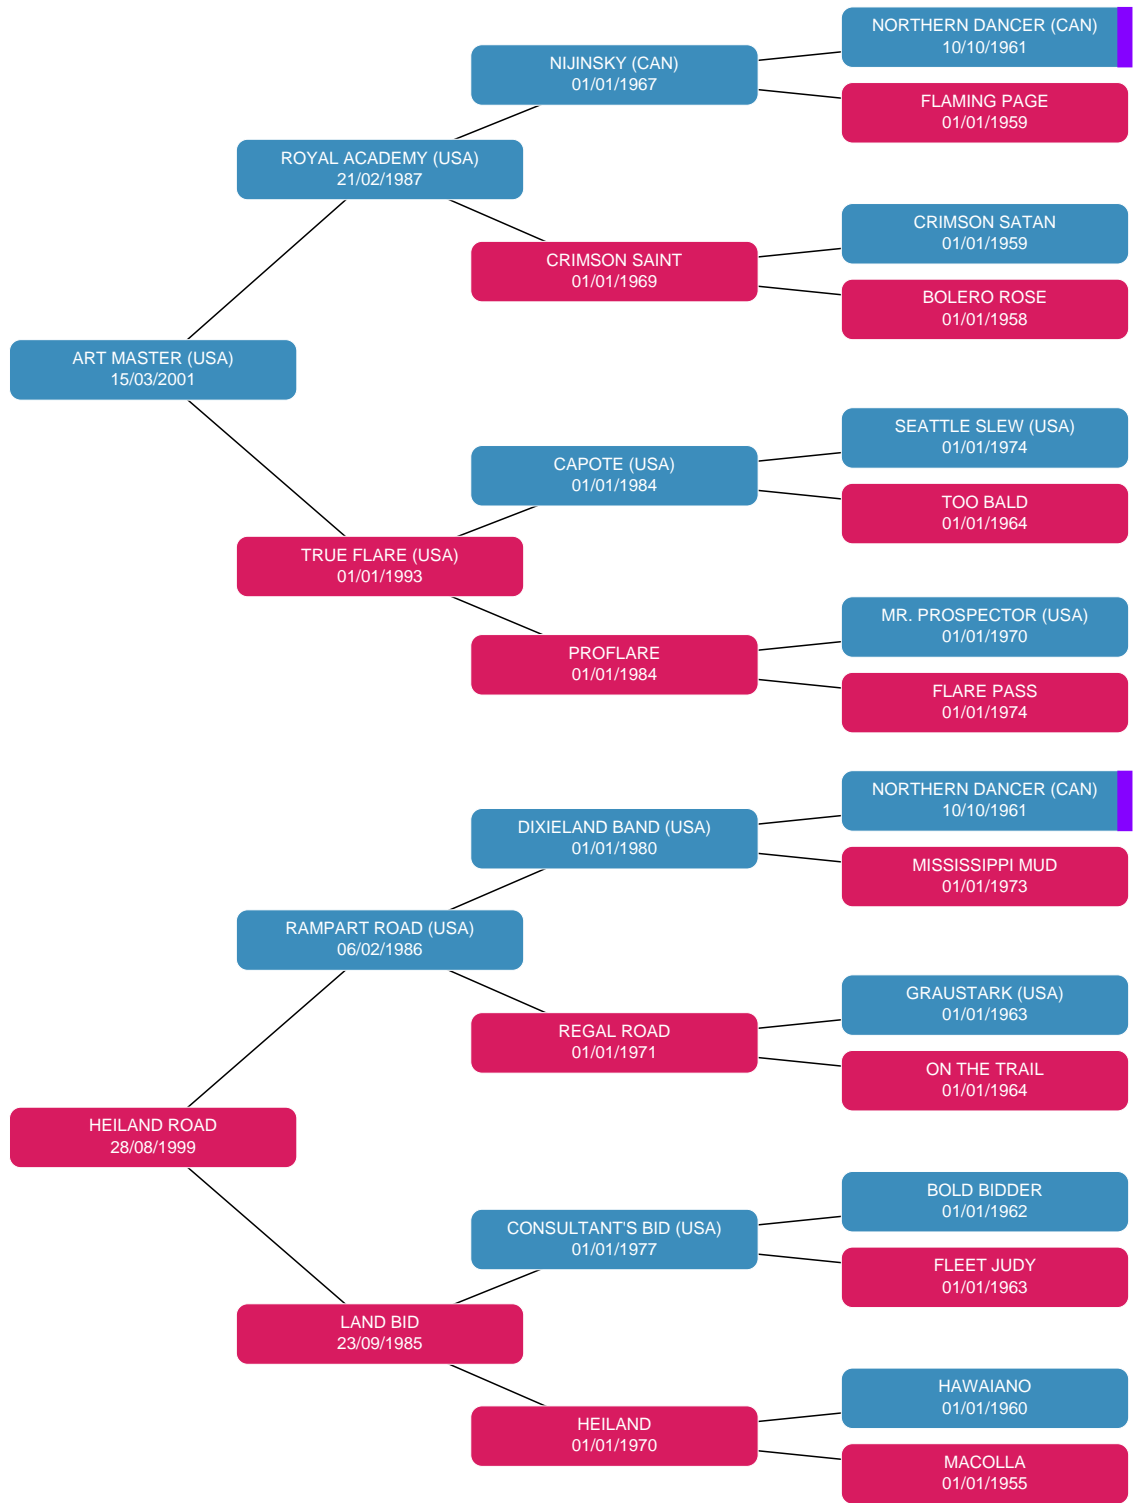 NORTHERN DANCER (CAN)
10/10/1961
NIJINSKY (CAN)
01/01/1967
FLAMING PAGE
01/01/1959
ROYAL ACADEMY (USA)
21/02/1987
CRIMSON SATAN
01/01/1959
CRIMSON SAINT
01/01/1969
BOLERO ROSE
01/01/1958
ART MASTER (USA)
15/03/2001
SEATTLE SLEW (USA)
01/01/1974
CAPOTE (USA)
01/01/1984
TOO BALD
01/01/1964
TRUE FLARE (USA)
01/01/1993
MR. PROSPECTOR (USA)
01/01/1970
PROFLARE
01/01/1984
FLARE PASS
01/01/1974
NORTHERN DANCER (CAN)
10/10/1961
DIXIELAND BAND (USA)
01/01/1980
MISSISSIPPI MUD
01/01/1973
RAMPART ROAD (USA)
06/02/1986
GRAUSTARK (USA)
01/01/1963
REGAL ROAD
01/01/1971
ON THE TRAIL
01/01/1964
HEILAND ROAD
28/08/1999
BOLD BIDDER
01/01/1962
CONSULTANT'S BID (USA)
01/01/1977
FLEET JUDY
01/01/1963
LAND BID
23/09/1985
HAWAIANO
01/01/1960
HEILAND
01/01/1970
MACOLLA
01/01/1955